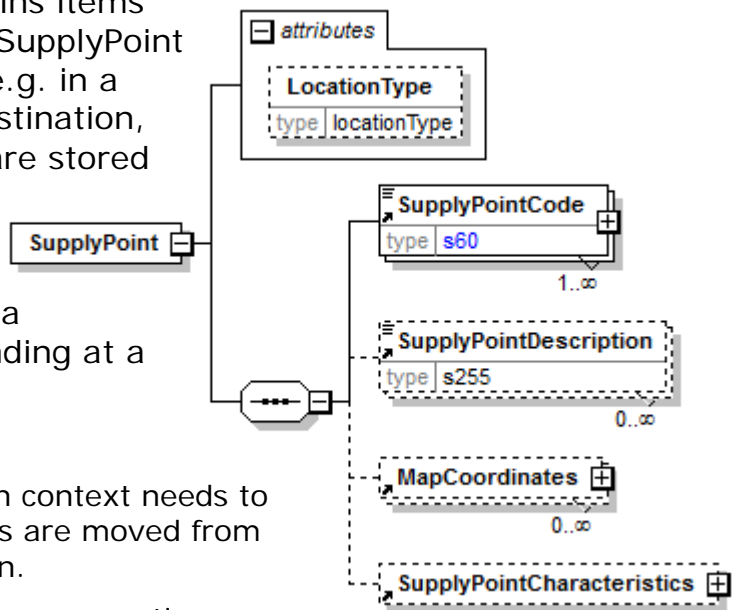 ins items
SupplyPoint
e.g. in a
stination,
are stored
a
nding at a
n context needs to
s are moved from
n.
attributes
LocationType
type locationType
SupplyPoint
SupplyPointCode
type s60
1..∞
SupplyPointDescription
type s255
0..∞
MapCoordinates
0..∞
SupplyPointCharacteristics